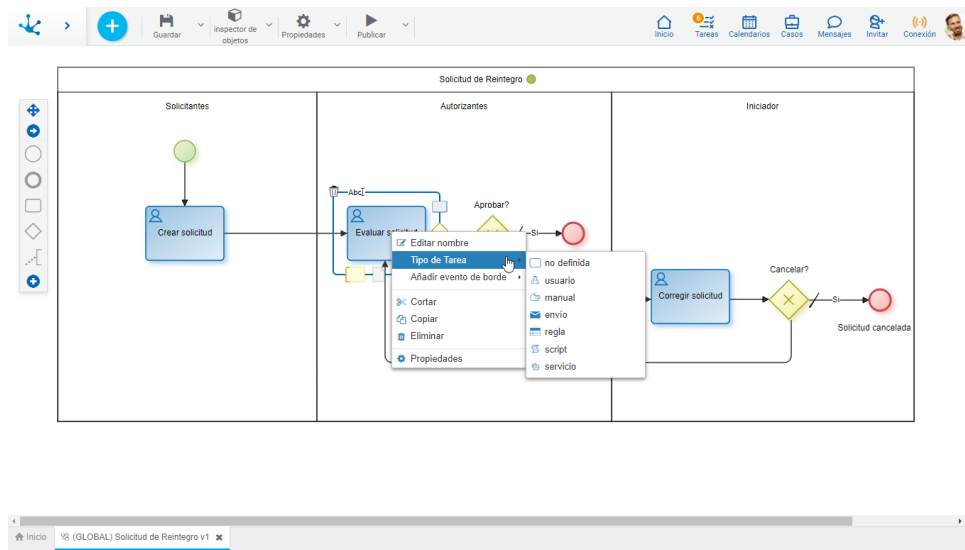 Guardar
inspector de
objetos
Propiedades
Publicar
Inicio
6
Tareas
Calendarios
Casos
Mensajes
Invitar
Conexión
Solicitud de Reintegro
Solicitantes
Autorizantes
Iniciador
Abc
Crear solicitud
Evaluar solicitud
Aprobar?
Si
Editar nombre
Tipo de Tarea
Añadir evento de borde
Cortar
Copiar
Eliminar
Propiedades
no definida
usuario
manual
envío
regla
script
servicio
Corregir solicitud
Cancelar?
Si
Solicitud cancelada
Inicio
(GLOBAL) Solicitud de Reintegro v1